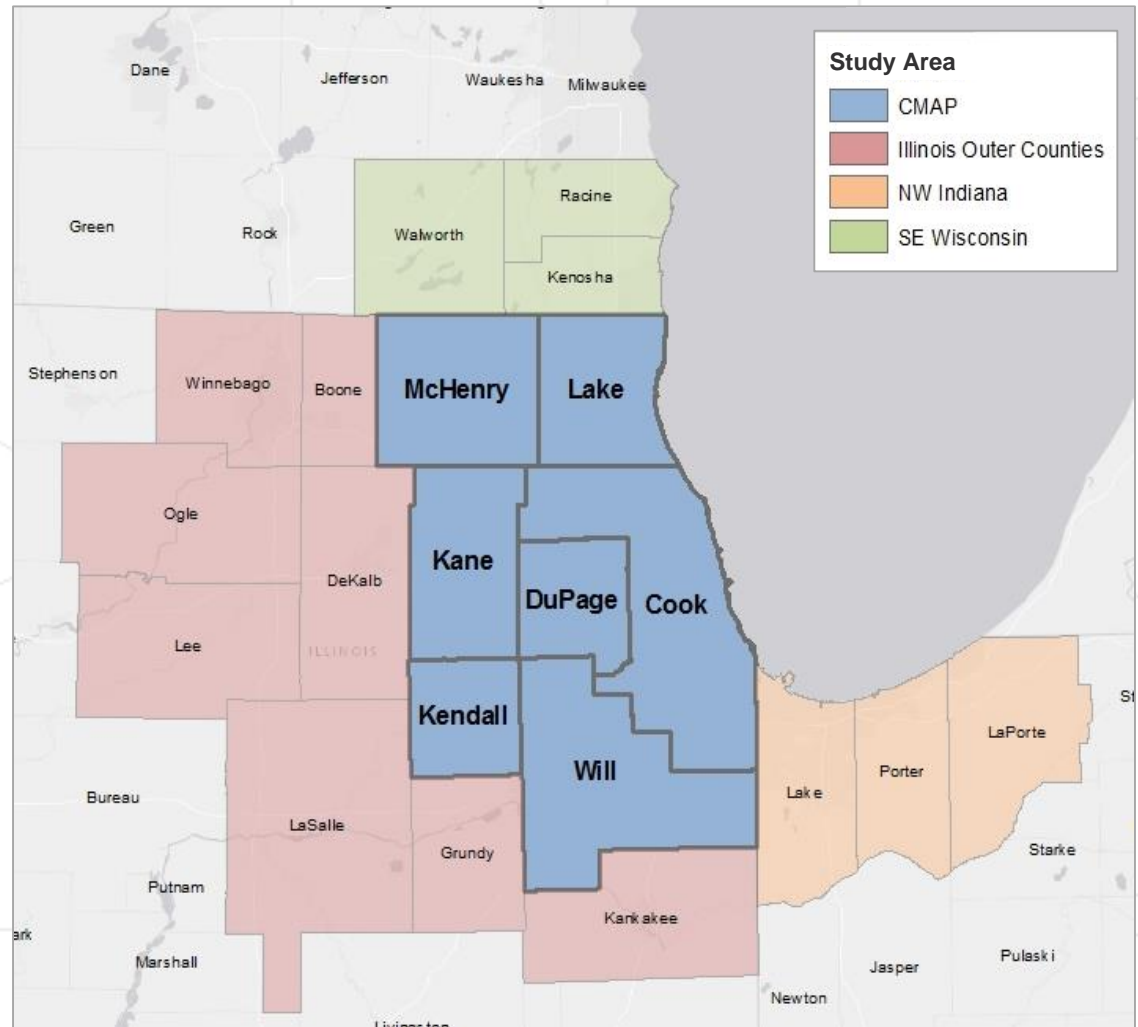 Dane
Jefferson
Waukesha
Milwaukee
Study Area
CMAP
Illinois Outer Counties
NW Indiana
SE Wisconsin
Green
Rock
Walworth
Racine
Kenosha
Stephenson
Winnebago
Boone
McHenry
Lake
Ogle
DeKalb
Kane
DuPage
Cook
Lee
ILLINOIS
Kendall
Will
LaPorte
Porter
Lake
Bureau
LaSalle
Grundy
Starke
Putnam
Kankakee
Marshall
Jasper
Pulaski
Newton